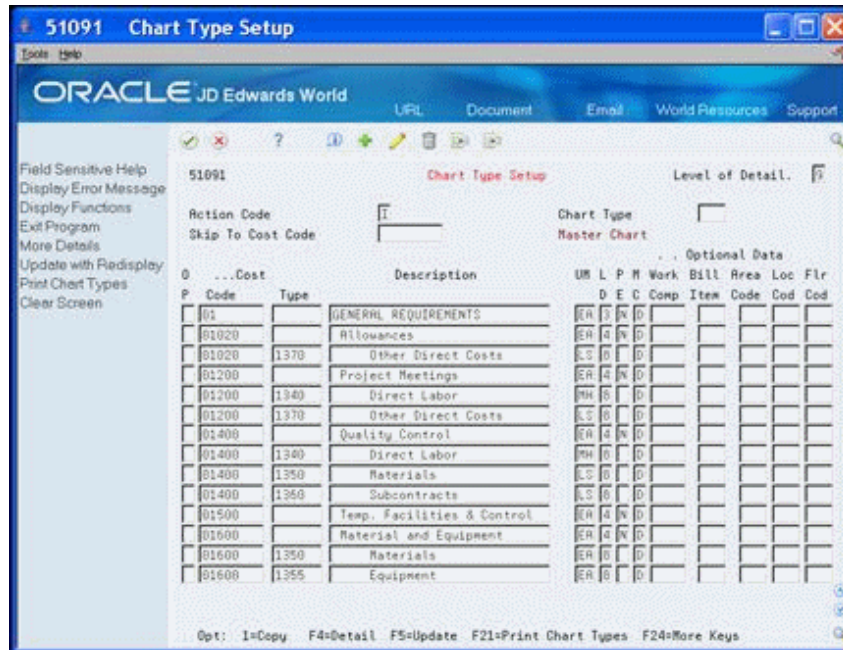 51091 Chart Type Setup
Tools Help
ORACLE JD Edwards World
URL Document Email World Resources Support
Field Sensitive Help
Display Error Message
Display Functions
Exit Program
More Details
Update with Redisplay
Print Chart Types
Clear Screen
51091 Chart Type Setup Level of Detail. 9
Action Code I Chart Type
Skip To Cost Code Master Chart
. . Optional Data
O ...Cost Description UM L P M Work Bill Area Loc Flr
P Code Type D E C Comp Item Code Cod Cod
01 GENERAL REQUIREMENTS EA 3 N D
01020 Allowances EA 4 N D
01020 1370 Other Direct Costs LS 8 D
01200 Project Meetings EA 4 N D
01200 1340 Direct Labor MH 8 D
01200 1370 Other Direct Costs LS 8 D
01400 Quality Control EA 4 N D
01400 1340 Direct Labor MH 8 D
01400 1350 Materials LS 8 D
01400 1360 Subcontracts LS 8 D
01500 Temp. Facilities & Control EA 4 N D
01600 Material and Equipment EA 4 N D
01600 1350 Materials EA 8 D
01600 1355 Equipment EA 8 D
Opt: 1=Copy F4=Detail F5=Update F21=Print Chart Types F24=More Keys